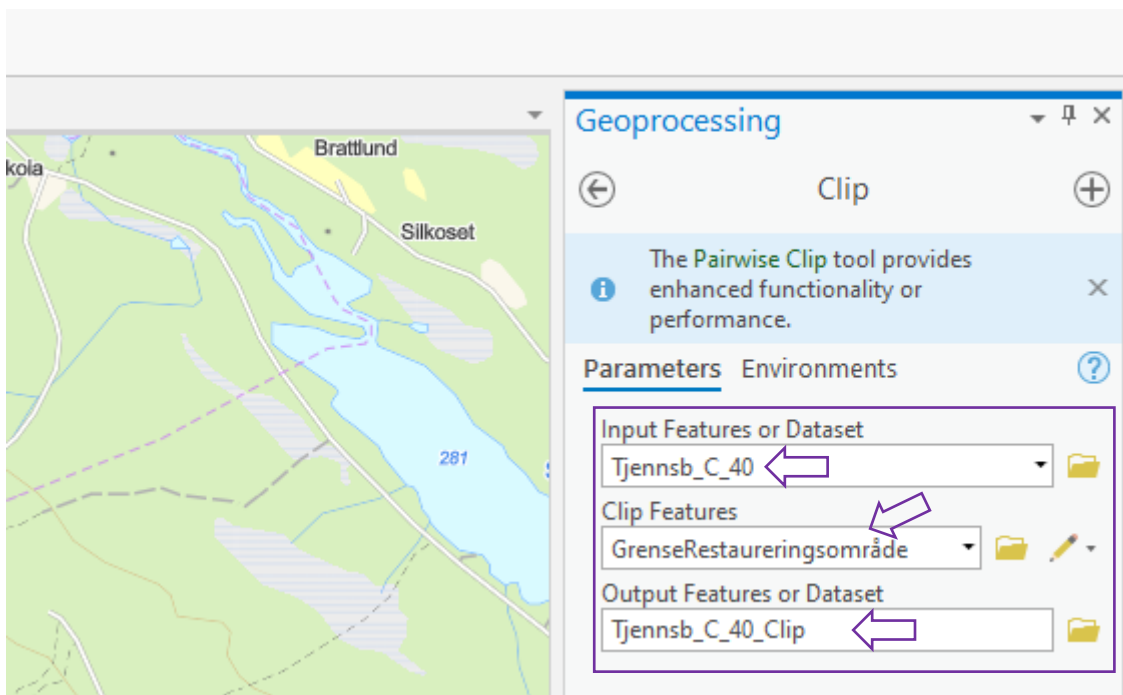 Brattlund
kola
Silkoset
281
Geoprocessing
Clip
The Pairwise Clip tool provides
enhanced functionality or
performance.
Parameters Environments
Input Features or Dataset
Tjennsb_C_40
Clip Features
GrenseRestaureringsområde
Output Features or Dataset
Tjennsb_C_40_Clip